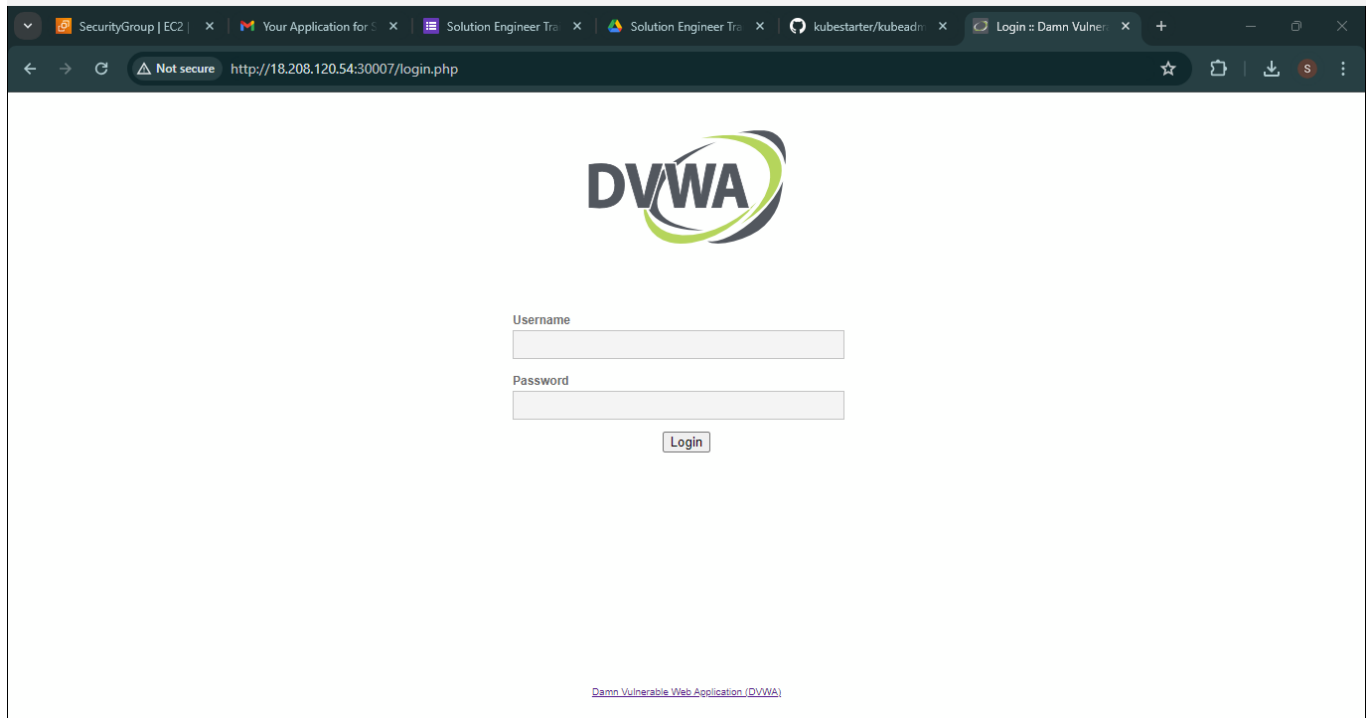 SecurityGroup | EC2 |
Your Application for S
Solution Engineer Tra
Solution Engineer Tra
kubestarter/kubeadm
Login :: Damn Vulnera
Not secure http://18.208.120.54:30007/login.php
S
DVWA
Username
Password
Login
Damn Vulnerable Web Application (DVWA)